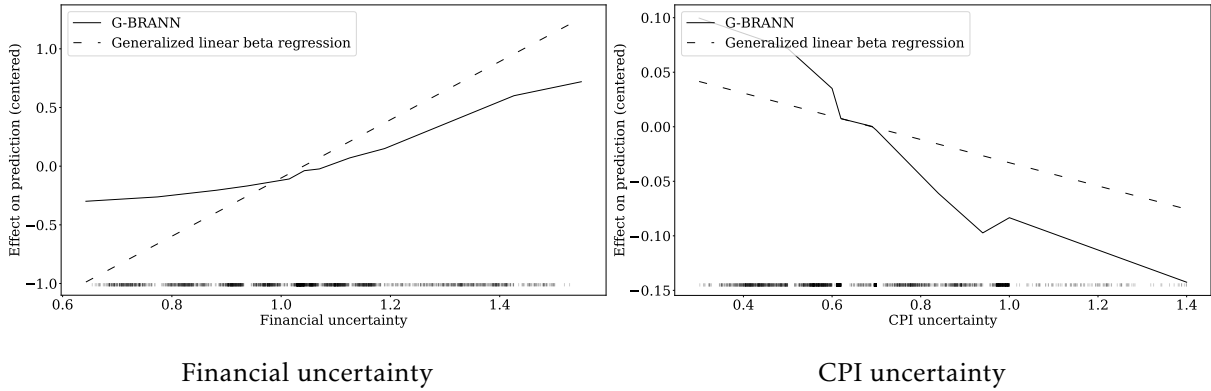 G-BRANN
Generalized linear beta regression
Effect on prediction (centered)
1.0
0.5
0.0
−0.5
−1.0
0.6 0.8 1.0 1.2 1.4
Financial uncertainty
Financial uncertainty
G-BRANN
Generalized linear beta regression
Effect on prediction (centered)
0.10
0.05
0.00
−0.05
−0.10
−0.15
0.4 0.6 0.8 1.0 1.2 1.4
CPI uncertainty
CPI uncertainty